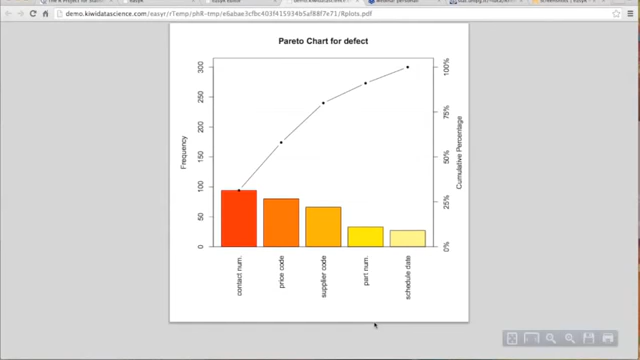 demo.kiwidatascience.com/easyr/rTemp/phR-tmp/e6abae3cfbc403f41592e17b90e80df7/Rplots.pdf
Pareto Chart for defect
Frequency
300
250
200
150
100
50
0
100%
75%
50%
25%
0%
Cumulative Percentage
contact num.
price code
supplier code
part num.
schedule date